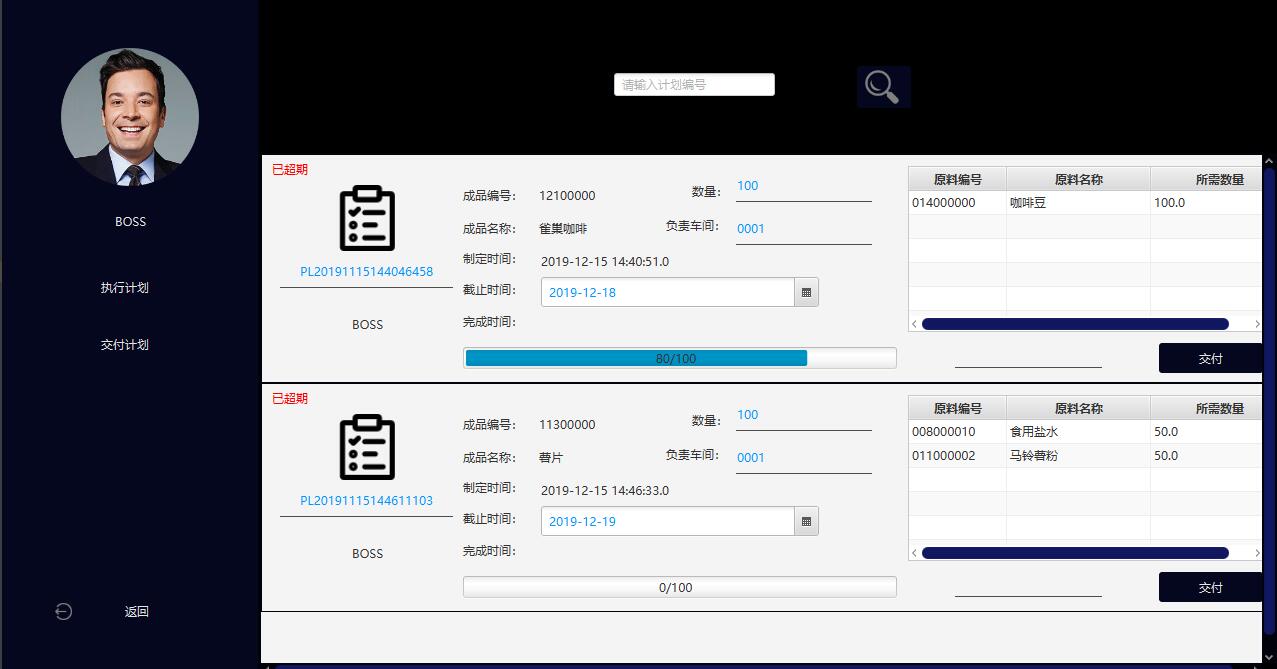 BOSS
执行计划
交付计划
返回
请输入计划编号
已超期
PL20191115144046458
BOSS
成品编号: 12100000
数量: 100
成品名称: 雀巢咖啡
负责车间: 0001
制定时间: 2019-12-15 14:40:51.0
截止时间: 2019-12-18
完成时间:
80/100
原料编号 原料名称 所需数量
014000000 咖啡豆 100.0
交付
已超期
PL20191115144611103
BOSS
成品编号: 11300000
数量: 100
成品名称: 薯片
负责车间: 0001
制定时间: 2019-12-15 14:46:33.0
截止时间: 2019-12-19
完成时间:
0/100
原料编号 原料名称 所需数量
008000010 食用盐水 50.0
011000002 马铃薯粉 50.0
交付